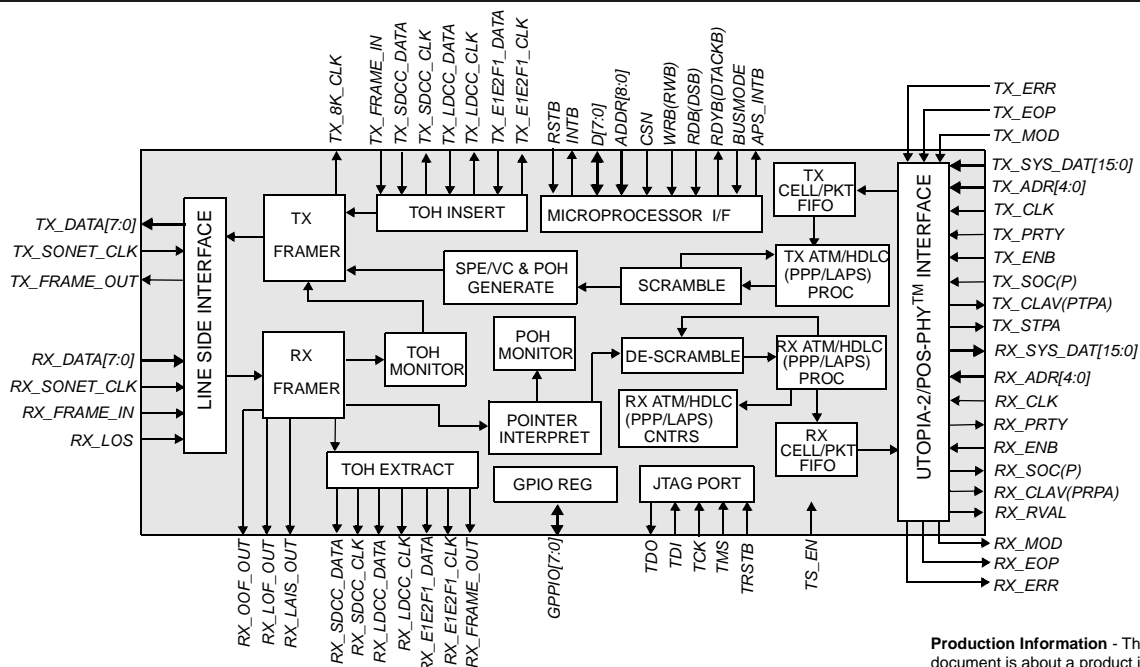 TX_8K_CLK
TX_FRAME_IN
TX_SDCC_DATA
TX_SDCC_CLK
TX_LDCC_DATA
TX_LDCC_CLK
TX_E1E2F1_DATA
TX_E1E2F1_CLK
RSTB
INTB
D[7:0]
ADDR[8:0]
CSN
WRB(RWB)
RDB(DSB)
RDYB(DTACKB)
BUSMODE
APS_INTB
TX_ERR
TX_EOP
TX_MOD
TX_SYS_DAT[15:0]
TX_ADR[4:0]
TX_CLK
TX_PRTY
TX_ENB
TX_SOC(P)
TX_CLAV(PTPA)
TX_STPA
RX_SYS_DAT[15:0]
RX_ADR[4:0]
RX_CLK
RX_PRTY
RX_ENB
RX_SOC(P)
RX_CLAV(PRPA)
RX_RVAL
RX_MOD
RX_EOP
RX_ERR
TX_DATA[7:0]
TX_SONET_CLK
TX_FRAME_OUT
RX_DATA[7:0]
RX_SONET_CLK
RX_FRAME_IN
RX_LOS
LINE SIDE INTERFACE
TX
FRAMER
TOH INSERT
MICROPROCESSOR I/F
TX
CELL/PKT
FIFO
SPE/VC & POH
GENERATE
SCRAMBLE
TX ATM/HDLC
(PPP/LAPS)
PROC
UTOPIA-2/POS-PHY™ INTERFACE
RX
FRAMER
TOH
MONITOR
POH
MONITOR
DE-SCRAMBLE
RX ATM/HDLC
(PPP/LAPS)
PROC
POINTER
INTERPRET
RX ATM/HDLC
(PPP/LAPS)
CNTRS
RX
CELL/PKT
FIFO
TOH EXTRACT
GPIO REG
JTAG PORT
RX_OOF_OUT
RX_LOF_OUT
RX_LAIS_OUT
RX_SDCC_DATA
RX_SDCC_CLK
RX_LDCC_DATA
RX_LDCC_CLK
RX_E1E2F1_DATA
RX_E1E2F1_CLK
RX_FRAME_OUT
GPPIO[7:0]
TDO
TDI
TCK
TMS
TRSTB
TS_EN
Production Information - Th
document is about a product i